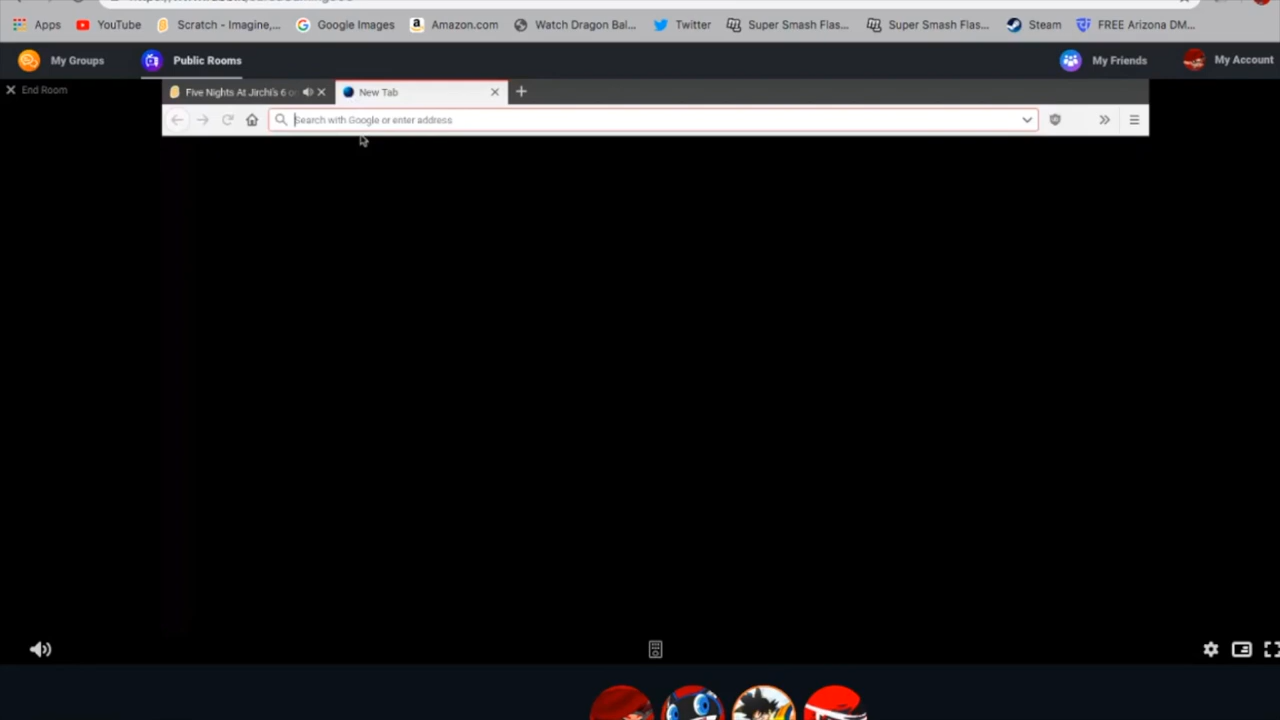 Apps YouTube Scratch - Imagine,... Google Images Amazon.com Watch Dragon Bal... Twitter Super Smash Flas... Super Smash Flas... Steam FREE Arizona DM...
My Groups Public Rooms My Friends My Account
End Room Five Nights At Jirchi's 6 o New Tab
Search with Google or enter address